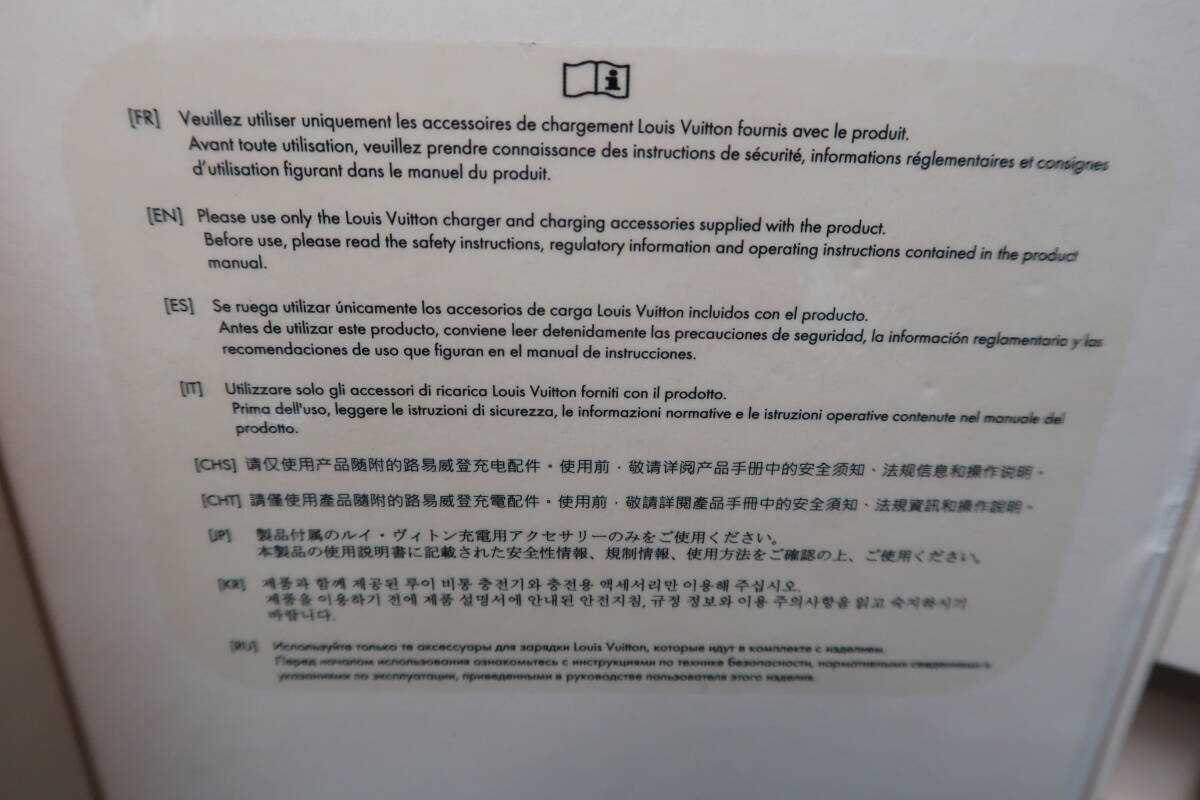 [FR] Veuillez utiliser uniquement les accessoires de chargement Louis Vuitton fournis avec le produit.
Avant toute utilisation, veuillez prendre connaissance des instructions de sécurité, informations réglementaires et consignes
d'utilisation figurant dans le manuel du produit.
[EN] Please use only the Louis Vuitton charger and charging accessories supplied with the product.
Before use, please read the safety instructions, regulatory information and operating instructions contained in the product
manual.
[ES] Se ruega utilizar únicamente los accesorios de carga Louis Vuitton incluidos con el producto.
Antes de utilizar este producto, conviene leer detenidamente las precauciones de seguridad, la información reglamentaria y las
recomendaciones de uso que figuran en el manual de instrucciones.
[IT] Utilizzare solo gli accessori di ricarica Louis Vuitton forniti con il prodotto.
Prima dell'uso, leggere le istruzioni di sicurezza, le informazioni normative e le istruzioni operative contenute nel manuale del
prodotto.
[CHS] 请仅使用产品随附的路易威登充电配件。使用前，敬请详阅产品手册中的安全须知、法规信息和操作说明。
[CHT] 請僅使用產品隨附的路易威登充電配件。使用前，敬請詳閱產品手冊中的安全須知、法規資訊和操作說明。
[JP] 製品付属のルイ・ヴィトン充電用アクセサリーのみをご使用ください。
本製品の使用説明書に記載された安全性情報、規制情報、使用方法をご確認の上、ご使用ください。
[KR] 제품과 함께 제공된 루이 비통 충전기와 충전용 액세서리만 이용해 주십시오.
제품을 이용하기 전에 제품 설명서에 안내된 안전지침, 규정 정보와 이용 주의사항을 읽고 숙지하시기
바랍니다.
[RU] Используйте только те аксессуары для зарядки Louis Vuitton, которые идут в комплекте с изделием.
Перед началом использования ознакомьтесь с инструкциями по технике безопасности, нормативными сведениями и
указаниями по эксплуатации, приведенными в руководстве пользователя этого изделия.